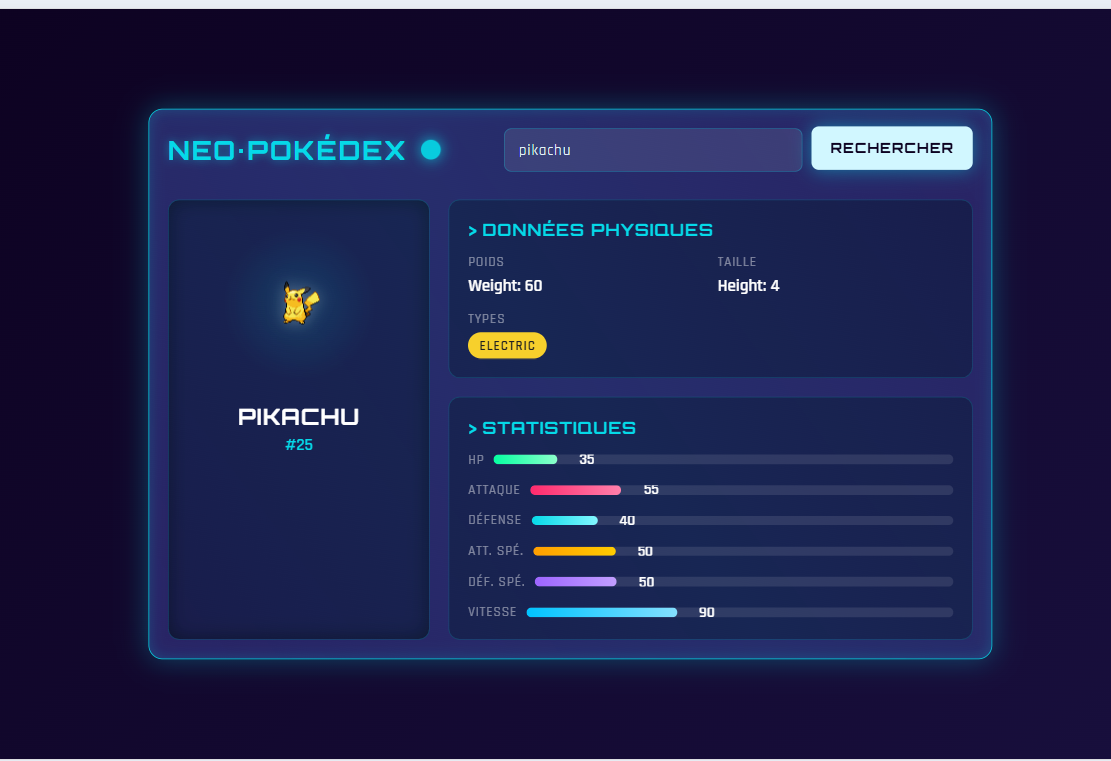 NEO·POKÉDEX
pikachu
RECHERCHER
PIKACHU
#25
> DONNÉES PHYSIQUES
POIDS
Weight: 60
TAILLE
Height: 4
TYPES
ELECTRIC
> STATISTIQUES
HP 35
ATTAQUE 55
DÉFENSE 40
ATT. SPÉ. 50
DÉF. SPÉ. 50
VITESSE 90